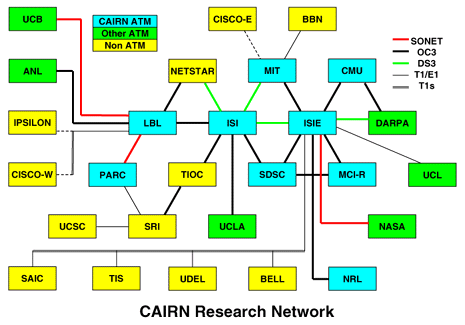 UCB
CAIRN ATM
Other ATM
Non ATM
CISCO-E
BBN
SONET
OC3
DS3
T1/E1
T1s
ANL
NETSTAR
MIT
CMU
IPSILON
LBL
ISI
ISIE
DARPA
CISCO-W
PARC
TIOC
SDSC
MCI-R
UCL
UCSC
SRI
UCLA
NASA
SAIC
TIS
UDEL
BELL
NRL
CAIRN Research Network